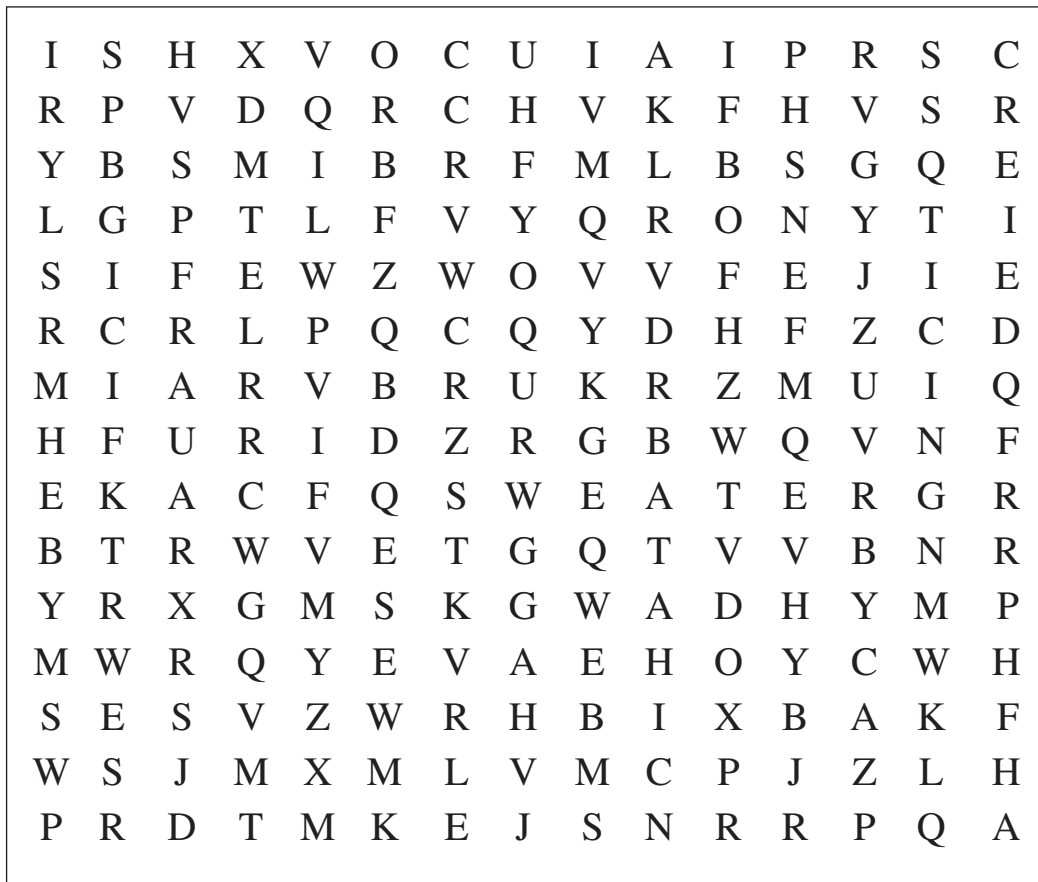 I S H X V O C U I A I P R S C
R P V D Q R C H V K F H V S R
Y B S M I B R F M L B S G Q E
L G P T L F V Y Q R O N Y T I
S I F E W Z W O V V F E J I E
R C R L P Q C Q Y D H F Z C D
M I A R V B R U K R Z M U I Q
H F U R I D Z R G B W Q V N F
E K A C F Q S W E A T E R G R
B T R W V E T G Q T V V B N R
Y R X G M S K G W A D H Y M P
M W R Q Y E V A E H O Y C W H
S E S V Z W R H B I X B A K F
W S J M X M L V M C P J Z L H
P R D T M K E J S N R R P Q A